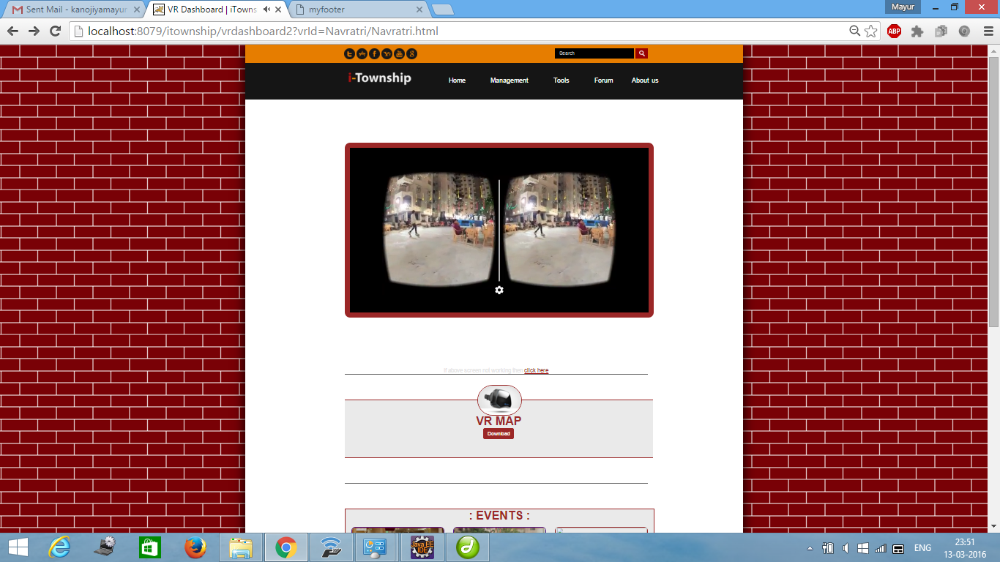 Sent Mail - kanojiyamayur
VR Dashboard | iTowns
myfooter
Mayur
localhost:8079/itownship/vrdashboard2?vrId=Navratri/Navratri.html
ABP
Search
i-Township
Home
Management
Tools
Forum
About us
If above screen not working then click here
VR MAP
Download
: EVENTS :
Java EE
IDE
ENG
23:51
13-03-2016